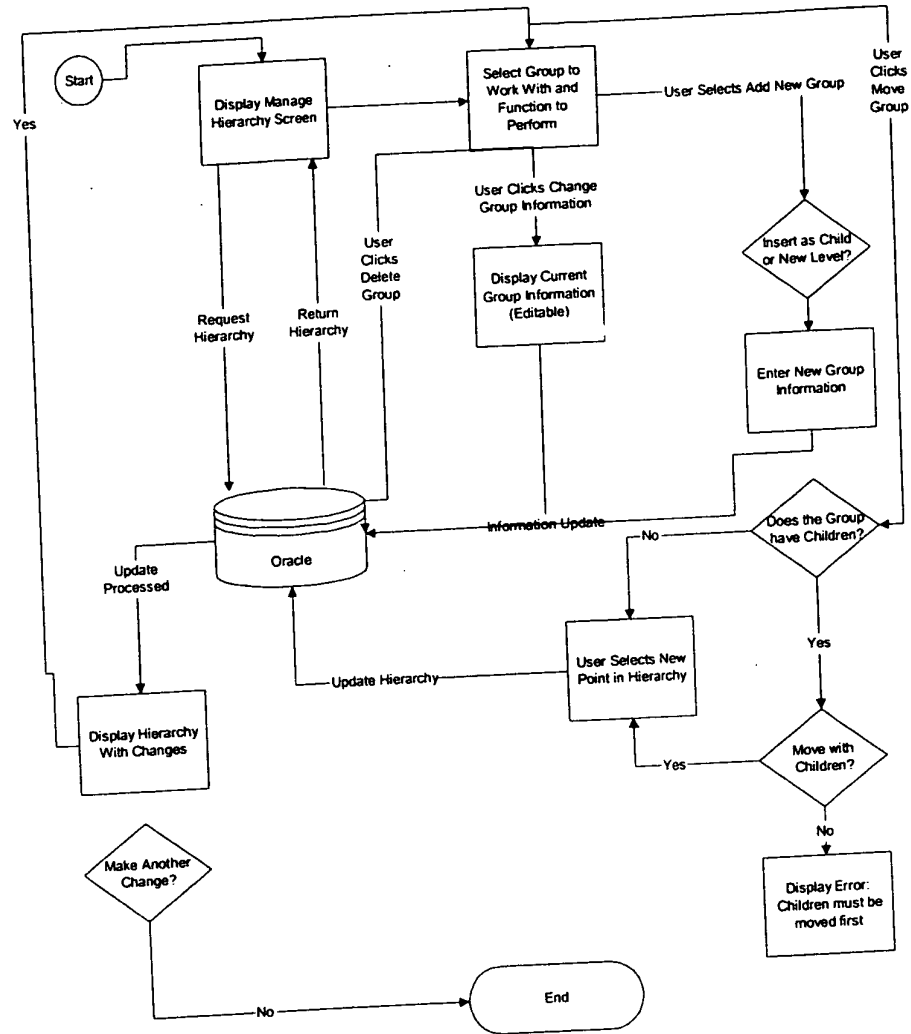 Start
Yes
Display Manage
Hierarchy Screen
Select Group to
Work With and
Function to
Perform
User Selects Add New Group
User
Clicks
Move
Group
User Clicks Change
Group Information
Insert as Child
or New Level?
User
Clicks
Delete
Group
Display Current
Group Information
(Editable)
Request
Hierarchy
Return
Hierarchy
Enter New Group
Information
Information Update
Does the Group
have Children?
No
Oracle
Update
Processed
Yes
User Selects New
Point in Hierarchy
Update Hierarchy
Display Hierarchy
With Changes
Move with
Children?
Yes
No
Make Another
Change?
Display Error:
Children must be
moved first
No
End